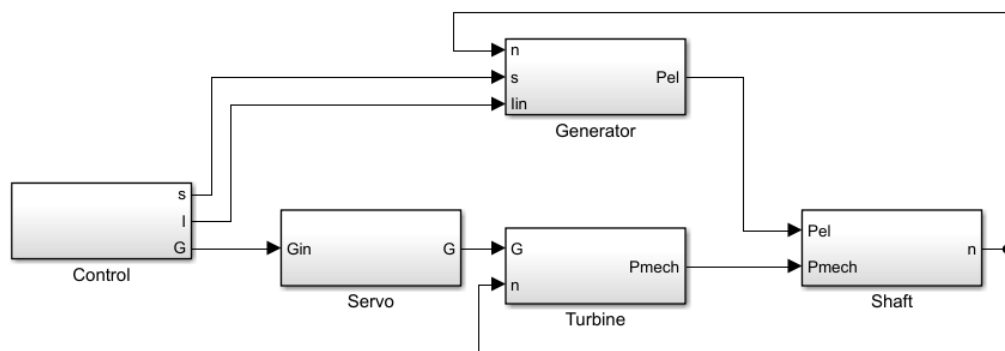 n
s
Iin
Pel
Generator
s
I
G
Control
Gin
G
Servo
G
n
Pmech
Turbine
Pel
Pmech
n
Shaft